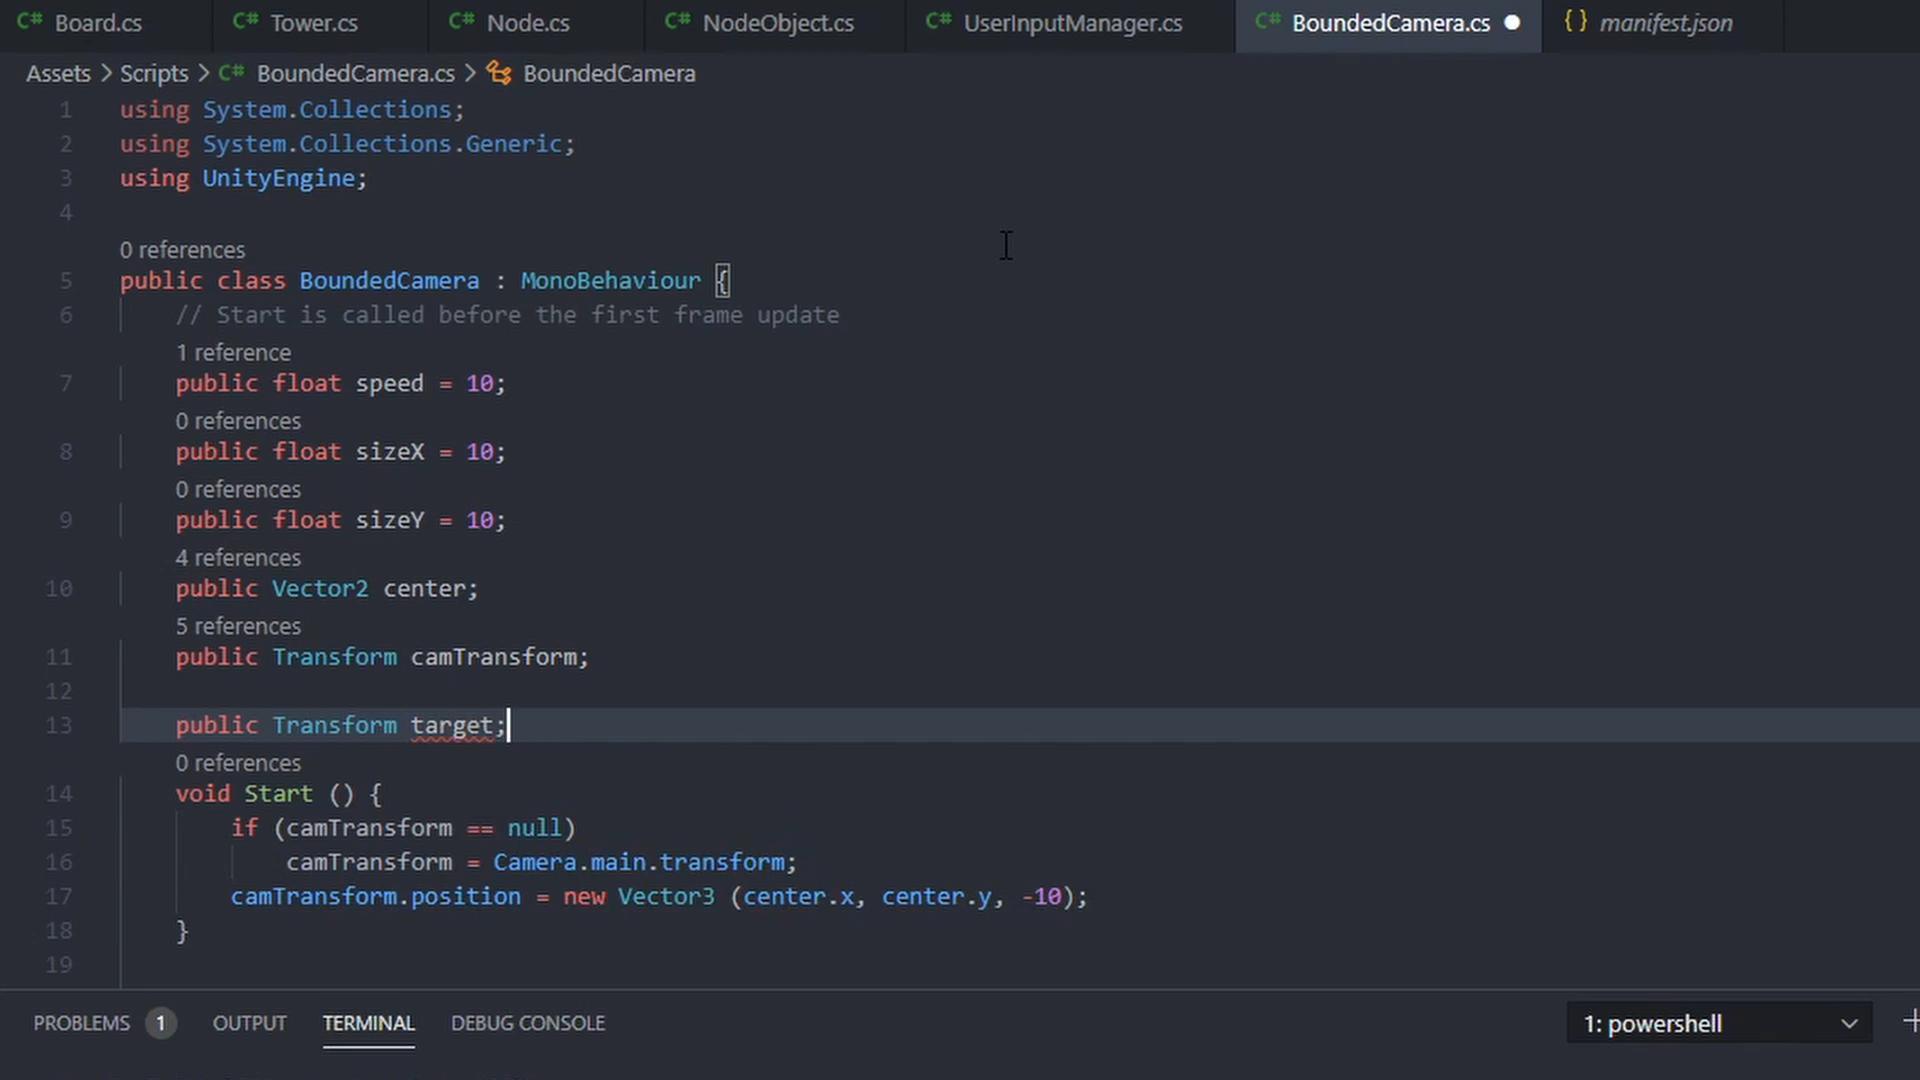 C# Board.cs C# Tower.cs C# Node.cs C# NodeObject.cs C# UserInputManager.cs C# BoundedCamera.cs {} manifest.json
Assets > Scripts > C# BoundedCamera.cs > BoundedCamera
1 using System.Collections;
2 using System.Collections.Generic;
3 using UnityEngine;
4
0 references
5 public class BoundedCamera : MonoBehaviour {
6 // Start is called before the first frame update
1 reference
7 public float speed = 10;
0 references
8 public float sizeX = 10;
0 references
9 public float sizeY = 10;
4 references
10 public Vector2 center;
5 references
11 public Transform camTransform;
12
13 public Transform target;
0 references
14 void Start () {
15 if (camTransform == null)
16 camTransform = Camera.main.transform;
17 camTransform.position = new Vector3 (center.x, center.y, -10);
18 }
19
PROBLEMS 1 OUTPUT TERMINAL DEBUG CONSOLE 1: powershell